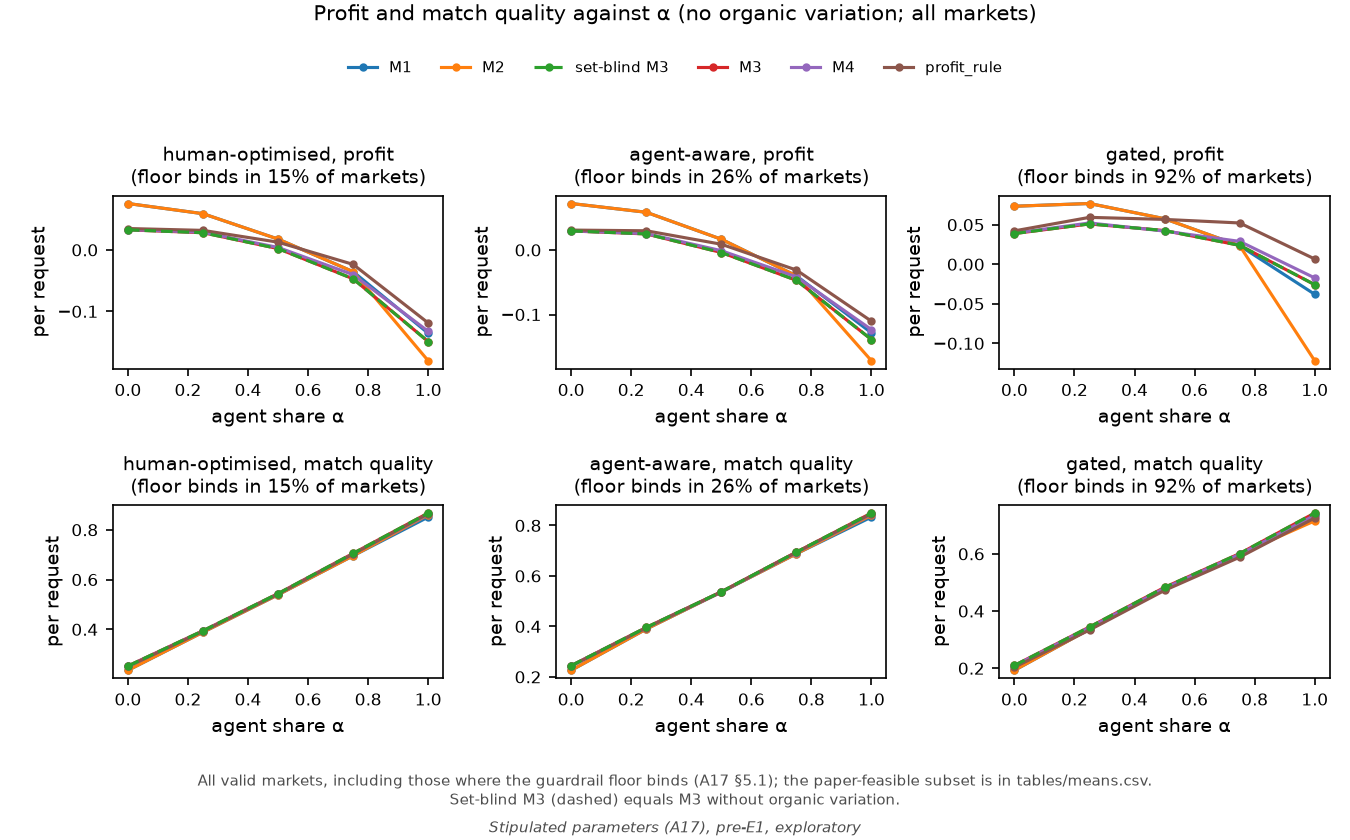 Profit and match quality against α (no organic variation; all markets)
M1 M2 set-blind M3 M3 M4 profit_rule
human-optimised, profit
(floor binds in 15% of markets)
per request
0.0
−0.1
0.0 0.2 0.4 0.6 0.8 1.0
agent share α
agent-aware, profit
(floor binds in 26% of markets)
per request
0.0
−0.1
0.0 0.2 0.4 0.6 0.8 1.0
agent share α
gated, profit
(floor binds in 92% of markets)
per request
0.05
0.00
−0.05
−0.10
0.0 0.2 0.4 0.6 0.8 1.0
agent share α
human-optimised, match quality
(floor binds in 15% of markets)
per request
0.8
0.6
0.4
0.0 0.2 0.4 0.6 0.8 1.0
agent share α
agent-aware, match quality
(floor binds in 26% of markets)
per request
0.8
0.6
0.4
0.2
0.0 0.2 0.4 0.6 0.8 1.0
agent share α
gated, match quality
(floor binds in 92% of markets)
per request
0.6
0.4
0.2
0.0 0.2 0.4 0.6 0.8 1.0
agent share α
All valid markets, including those where the guardrail floor binds (A17 §5.1); the paper-feasible subset is in tables/means.csv.
Set-blind M3 (dashed) equals M3 without organic variation.
Stipulated parameters (A17), pre-E1, exploratory